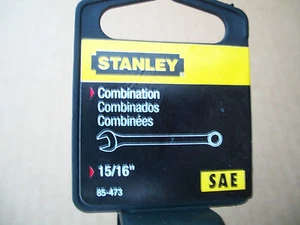 STANLEY
Combination
Combinados
Combinées
15/16"
85-473
SAE